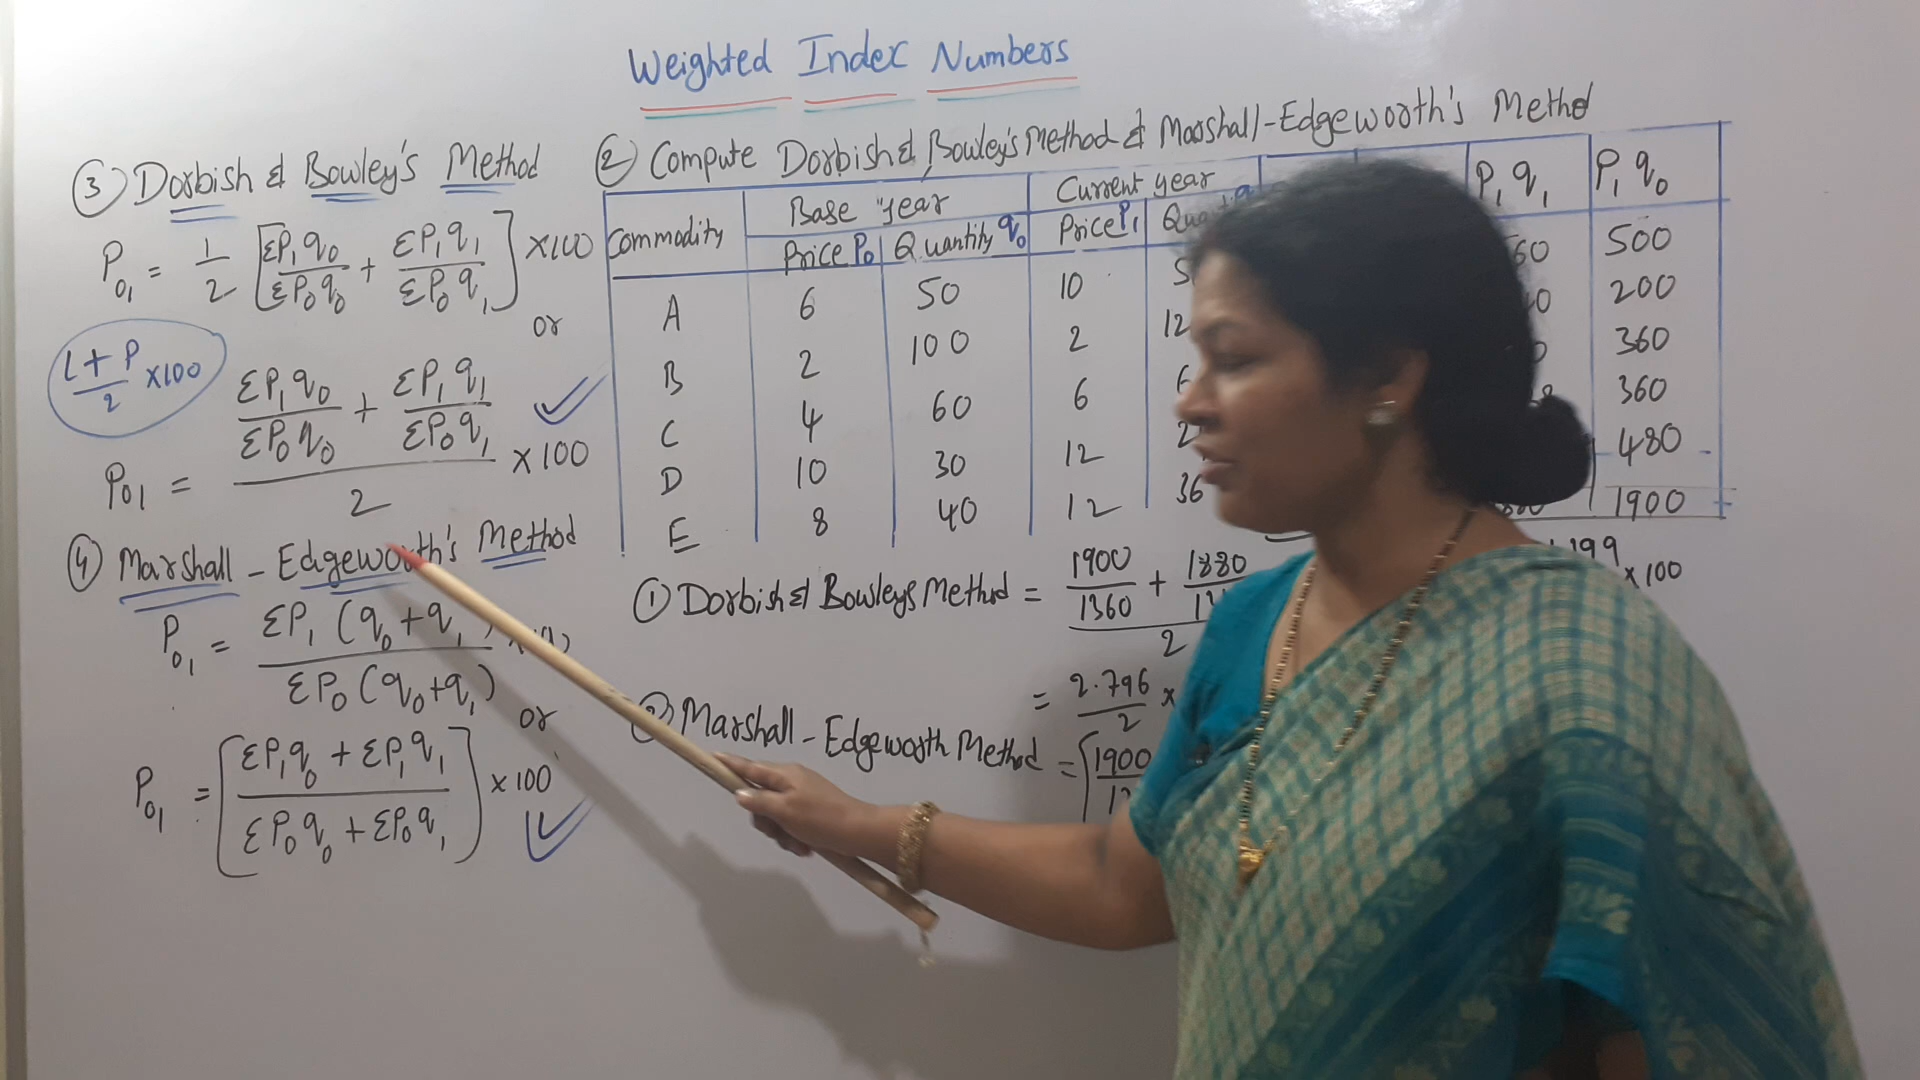 Weighted Index Numbers
③ Dorbish & Bowley's Method
P₀₁ = 1/2 [ΣP₁q₀/ΣP₀q₀ + ΣP₁q₁/ΣP₀q₁] ×100
or
(L+P)/2 ×100
P₀₁ = (ΣP₁q₀/ΣP₀q₀ + ΣP₁q₁/ΣP₀q₁)/2 ×100
④ Marshall - Edgeworth's Method
P₀₁ = ΣP₁(q₀+q₁)/ΣP₀(q₀+q₁)
or
P₀₁ = [(ΣP₁q₀ + ΣP₁q₁)/(ΣP₀q₀ + ΣP₀q₁)] ×100
② Compute Dorbish & Bowley's Method & Marshall-Edgeworth's Method
Commodity Base year Current year P₁q₁ P₁q₀
Price P₀ Quantity q₀ Price P₁
A 6 50 10 500
B 2 100 2 12 200
C 4 60 6 360
D 10 30 12 360
E 8 40 12 36 480
1900
① Dorbish & Bowleys Method = (1900/1360 + 1880/
2
×100
= 2.796/2 ×
Marshall - Edgeworth Method = [1900